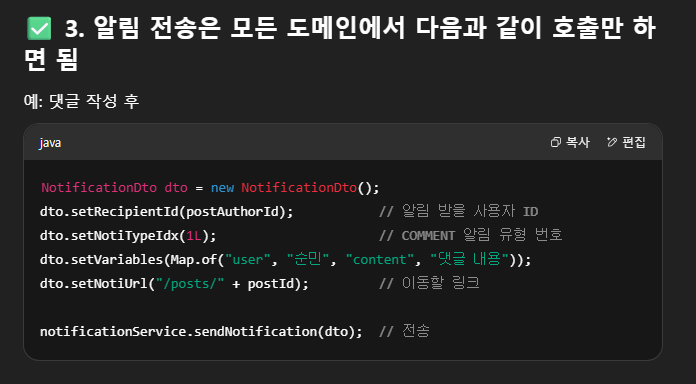 ✅ 3. 알림 전송은 모든 도메인에서 다음과 같이 호출만 하
면 됨
예: 댓글 작성 후
java 복사 편집
NotificationDto dto = new NotificationDto();
dto.setRecipientId(postAuthorId); // 알림 받을 사용자 ID
dto.setNotiTypeIdx(1L); // COMMENT 알림 유형 번호
dto.setVariables(Map.of("user", "순민", "content", "댓글 내용"));
dto.setNotiUrl("/posts/" + postId); // 이동할 링크
notificationService.sendNotification(dto); // 전송